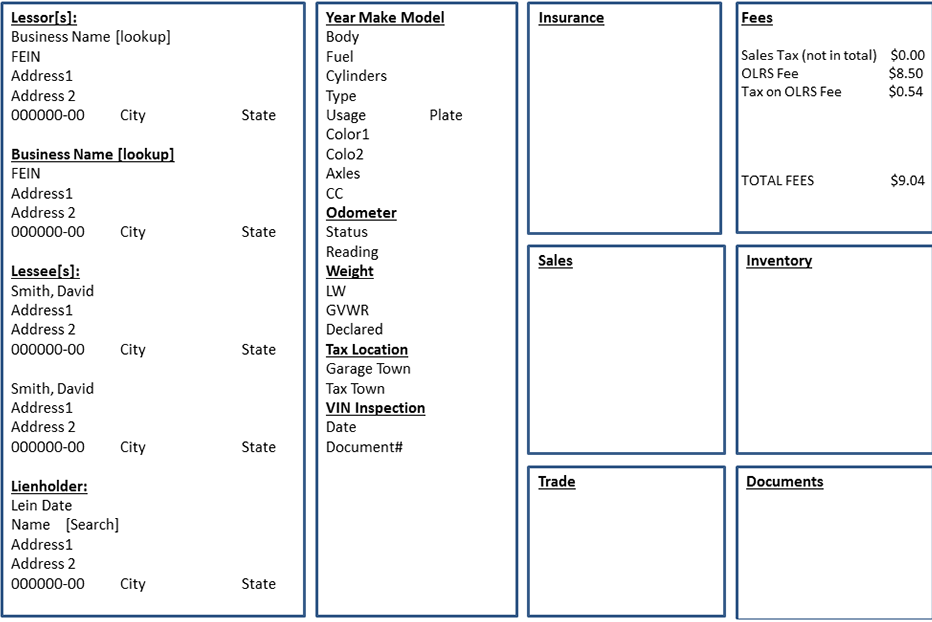 Lessor[s]:
Business Name [lookup]
FEIN
Address1
Address 2
000000-00 City State
Business Name [lookup]
FEIN
Address1
Address 2
000000-00 City State
Lessee[s]:
Smith, David
Address1
Address 2
000000-00 City State
Smith, David
Address1
Address 2
000000-00 City State
Lienholder:
Lein Date
Name [Search]
Address1
Address 2
000000-00 City State
Year Make Model
Body
Fuel
Cylinders
Type
Usage Plate
Color1
Colo2
Axles
CC
Odometer
Status
Reading
Weight
LW
GVWR
Declared
Tax Location
Garage Town
Tax Town
VIN Inspection
Date
Document#
Insurance
Fees
Sales Tax (not in total) $0.00
OLRS Fee $8.50
Tax on OLRS Fee $0.54
TOTAL FEES $9.04
Sales
Inventory
Trade
Documents